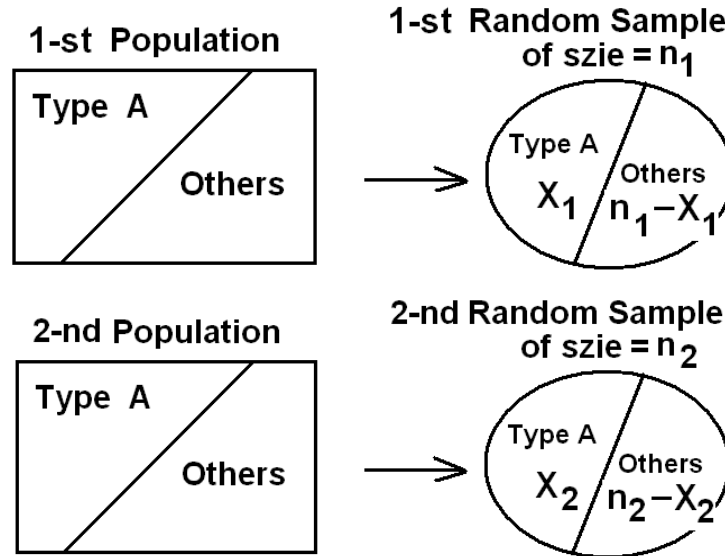 1-st Population
Type A
Others
1-st Random Sample
of szie = n₁
Type A
X₁
Others
n₁–X₁
2-nd Population
Type A
Others
2-nd Random Sample
of szie = n₂
Type A
X₂
Others
n₂–X₂